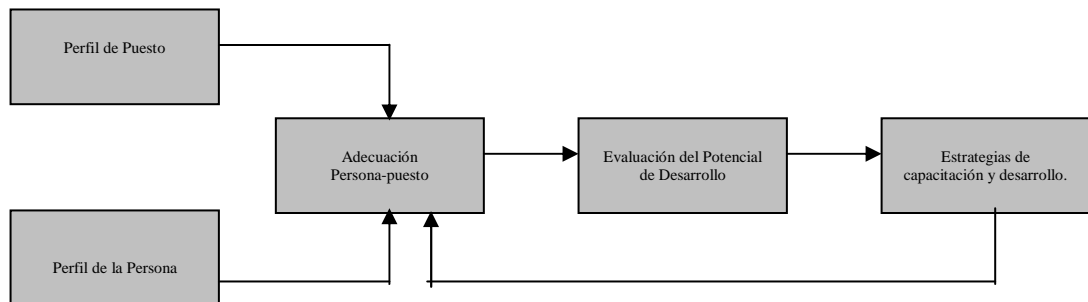 Perfil de Puesto
Adecuación
Persona-puesto
Evaluación del Potencial
de Desarrollo
Estrategias de
capacitación y desarrollo.
Perfil de la Persona